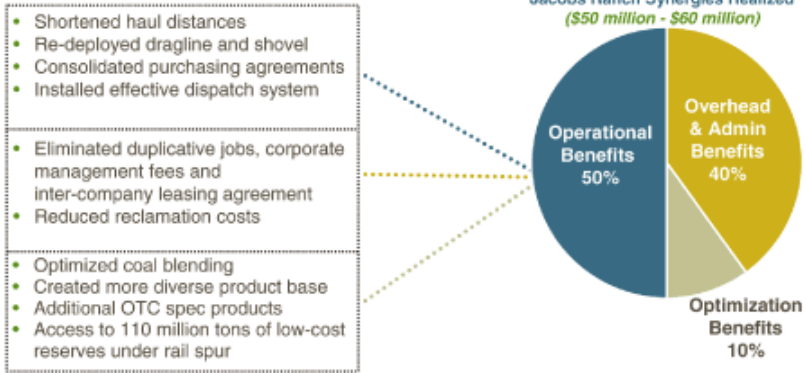 Shortened haul distances
Re-deployed dragline and shovel
Consolidated purchasing agreements
Installed effective dispatch system
Eliminated duplicative jobs, corporate
management fees and
inter-company leasing agreement
Reduced reclamation costs
Optimized coal blending
Created more diverse product base
Additional OTC spec products
Access to 110 million tons of low-cost
reserves under rail spur
Jacobs Ranch Synergies Realized
($50 million - $60 million)
Operational
Benefits
50%
Overhead
& Admin
Benefits
40%
Optimization
Benefits
10%